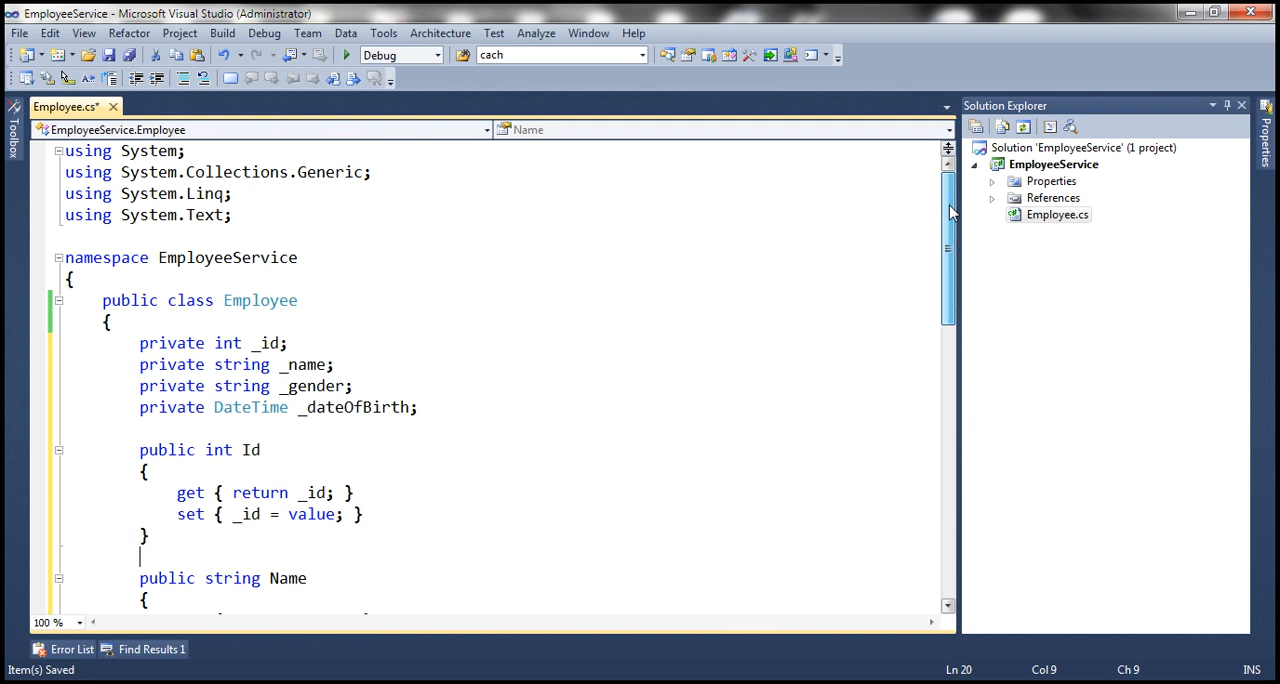 EmployeeService - Microsoft Visual Studio (Administrator)
File Edit View Refactor Project Build Debug Team Data Tools Architecture Test Analyze Window Help
Debug cach
Employee.cs* Solution Explorer
EmployeeService.Employee Name
Toolbox
Properties
using System;
using System.Collections.Generic;
using System.Linq;
using System.Text;
namespace EmployeeService
{
public class Employee
{
private int _id;
private string _name;
private string _gender;
private DateTime _dateOfBirth;
public int Id
{
get { return _id; }
set { _id = value; }
}
public string Name
{
Solution 'EmployeeService' (1 project)
EmployeeService
Properties
References
Employee.cs
100 %
Error List Find Results 1
Item(s) Saved Ln 20 Col 9 Ch 9 INS